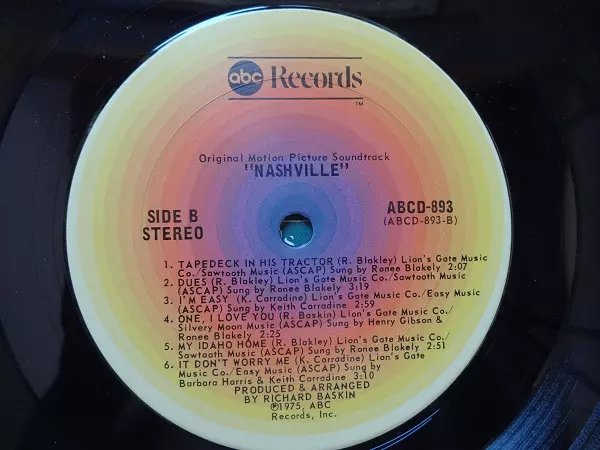 abc Records
TM
Original Motion Picture Soundtrack
"NASHVILLE"
SIDE B
STEREO
ABCD-893
(ABCD-893-B)
1. TAPEDECK IN HIS TRACTOR (R. Blakley) Lion's Gate Music
Co./Sawtooth Music (ASCAP) Sung by Ronee Blakely 2:07
2. DUES (R. Blakley) Lion's Gate Music Co./Sawtooth Music
(ASCAP) Sung by Ronee Blakely 3:19
3. I'M EASY (K. Carradine) Lion's Gate Music Co./Easy Music
(ASCAP) Sung by Keith Carradine 2:59
4. ONE, I LOVE YOU (R. Baskin) Lion's Gate Music Co./
Silvery Moon Music (ASCAP) Sung by Henry Gibson &
Ronee Blakely 2:25
5. MY IDAHO HOME (R. Blakley) Lion's Gate Music Co./
Sawtooth Music (ASCAP) Sung by Ronee Blakely 2:51
6. IT DON'T WORRY ME (K. Carradine) Lion's Gate
Music Co./Easy Music (ASCAP) Sung by
Barbara Harris & Keith Carradine 3:10
PRODUCED & ARRANGED
BY RICHARD BASKIN
℗1975, ABC
Records, Inc.